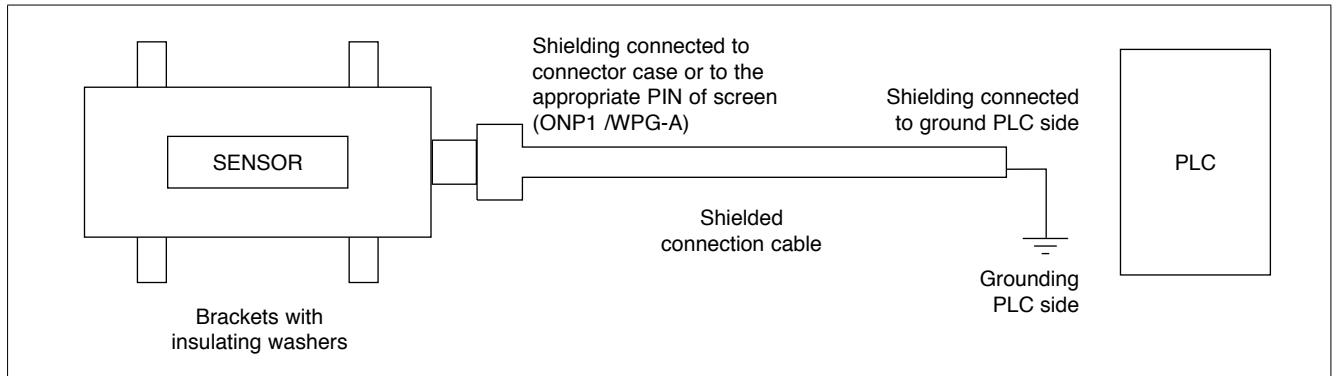 Shielding connected to
connector case or to the
appropriate PIN of screen
(ONP1 /WPG-A)
Shielding connected
to ground PLC side
SENSOR
PLC
Shielded
connection cable
Grounding
PLC side
Brackets with
insulating washers